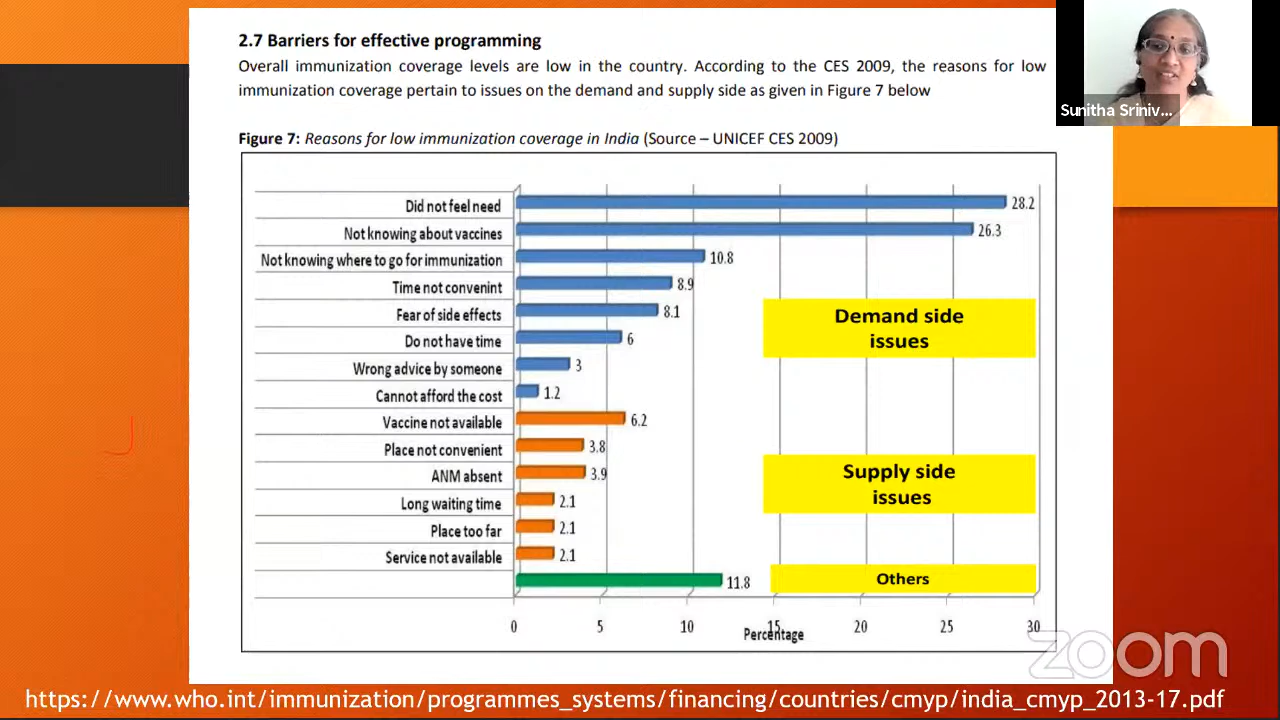 2.7 Barriers for effective programming
Overall immunization coverage levels are low in the country. According to the CES 2009, the reasons for low
immunization coverage pertain to issues on the demand and supply side as given in Figure 7 below
Sunitha Sriniv...
Figure 7: Reasons for low immunization coverage in India (Source – UNICEF CES 2009)
Did not feel need 28.2
Not knowing about vaccines 26.3
Not knowing where to go for immunization 10.8
Time not convenint 8.9
Fear of side effects 8.1
Demand side
issues
Do not have time 6
Wrong advice by someone 3
Cannot afford the cost 1.2
Vaccine not available 6.2
Place not convenient 3.8
ANM absent 3.9
Supply side
issues
Long waiting time 2.1
Place too far 2.1
Service not available 2.1
11.8 Others
0 5 10 15 20 25 30
Percentage
zoom
https://www.who.int/immunization/programmes_systems/financing/countries/cmyp/india_cmyp_2013-17.pdf